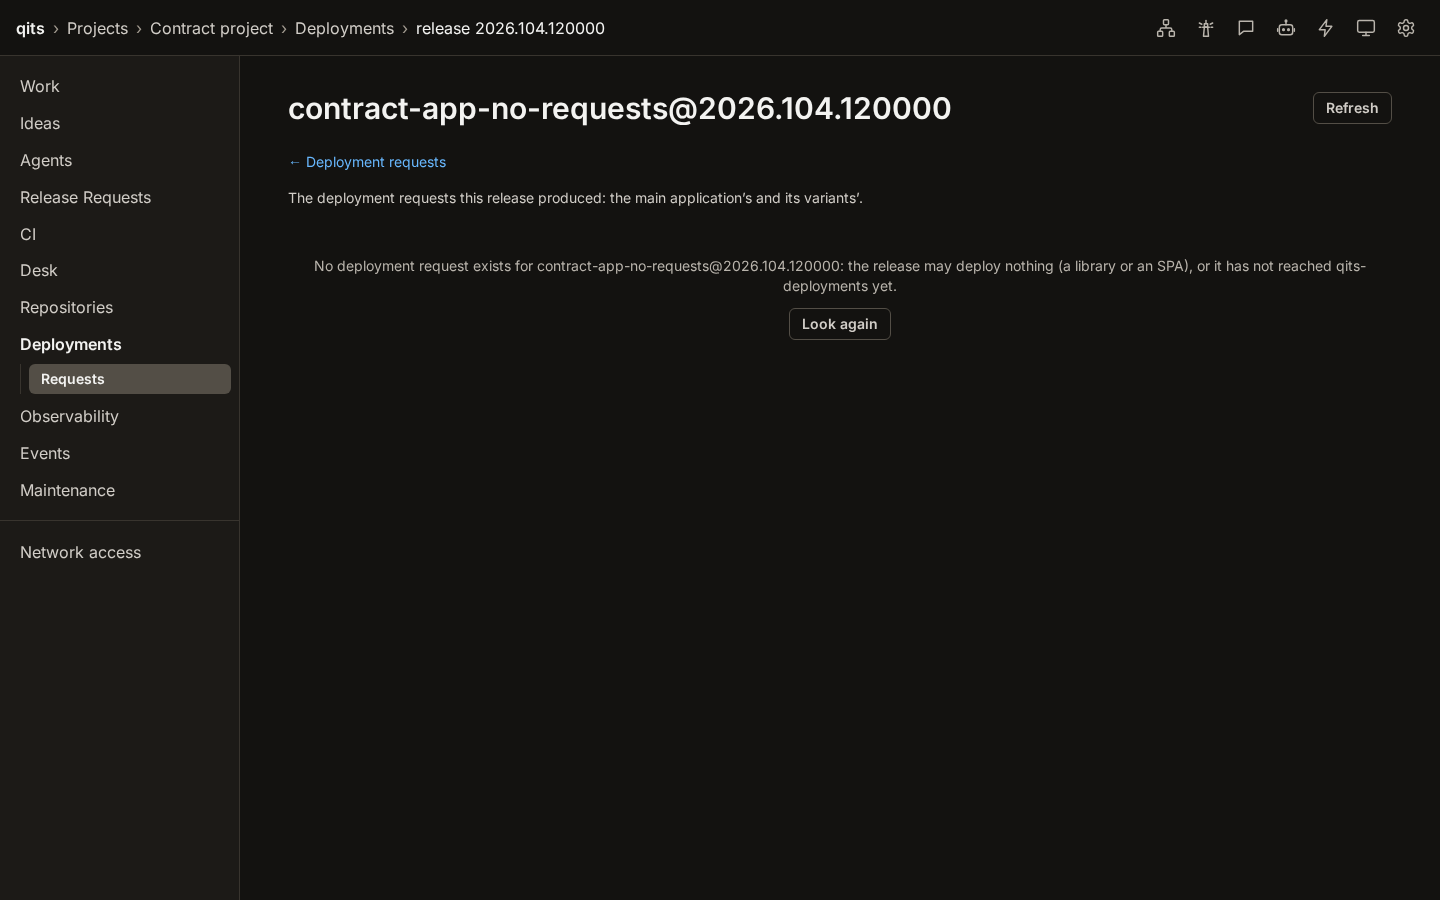 qits › Projects › Contract project › Deployments › release 2026.104.120000
Work
Ideas
Agents
Release Requests
CI
Desk
Repositories
Deployments
Requests
Observability
Events
Maintenance
Network access
contract-app-no-requests@2026.104.120000
Refresh
← Deployment requests
The deployment requests this release produced: the main application’s and its variants’.
No deployment request exists for contract-app-no-requests@2026.104.120000: the release may deploy nothing (a library or an SPA), or it has not reached qits-
deployments yet.
Look again